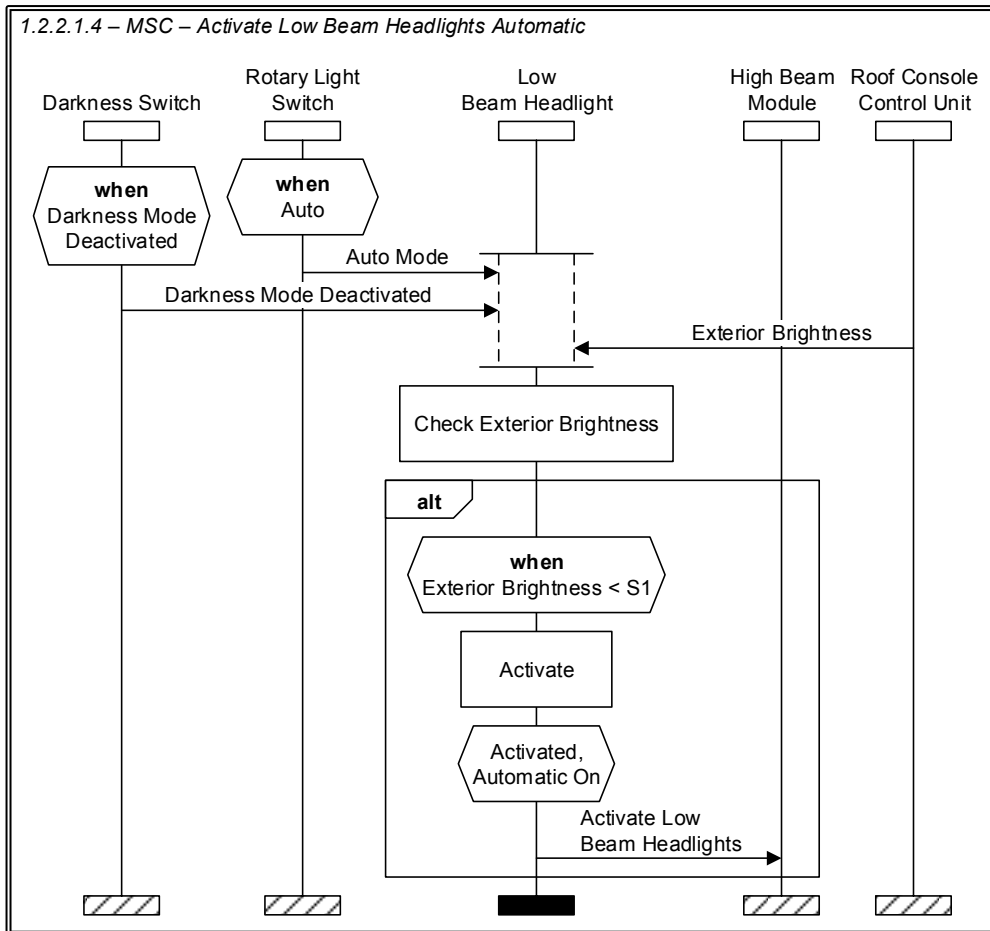 1.2.2.1.4 – MSC – Activate Low Beam Headlights Automatic
Darkness Switch
Rotary Light
Switch
Low
Beam Headlight
High Beam
Module
Roof Console
Control Unit
when
Darkness Mode
Deactivated
when
Auto
Auto Mode
Darkness Mode Deactivated
Exterior Brightness
Check Exterior Brightness
alt
when
Exterior Brightness < S1
Activate
Activated,
Automatic On
Activate Low
Beam Headlights